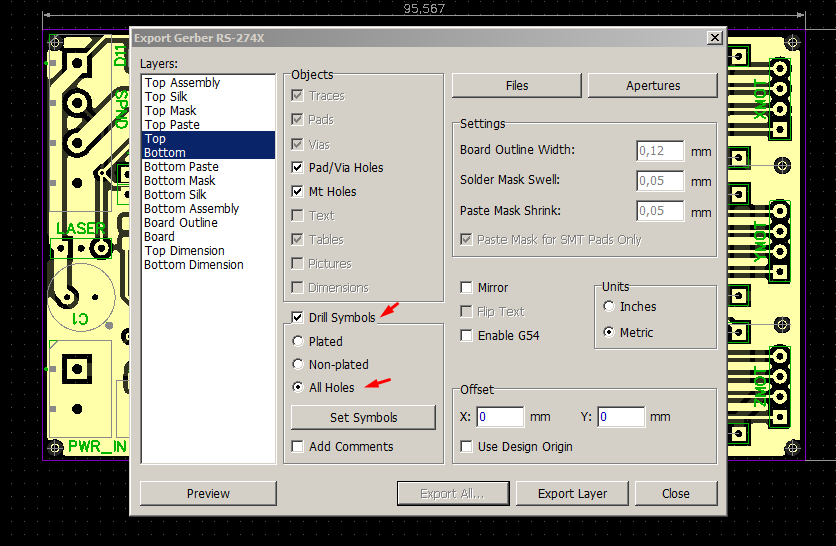 95,567
Export Gerber RS-274X
Layers:
Top Assembly
Top Silk
Top Mask
Top Paste
Top
Bottom
Bottom Paste
Bottom Mask
Bottom Silk
Bottom Assembly
Board Outline
Board
Top Dimension
Bottom Dimension
Preview
Objects
Traces
Pads
Vias
Pad/Via Holes
Mt Holes
Text
Tables
Pictures
Dimensions
Drill Symbols
Plated
Non-plated
All Holes
Set Symbols
Add Comments
Files
Apertures
Settings
Board Outline Width: 0,12 mm
Solder Mask Swell: 0,05 mm
Paste Mask Shrink: 0,05 mm
Paste Mask for SMT Pads Only
Mirror
Flip Text
Enable G54
Units
Inches
Metric
Offset
X: 0 mm Y: 0 mm
Use Design Origin
Export All...
Export Layer
Close
SPND
LASER
C1
PWR_IN
XMOT
YMOT
ZMOT